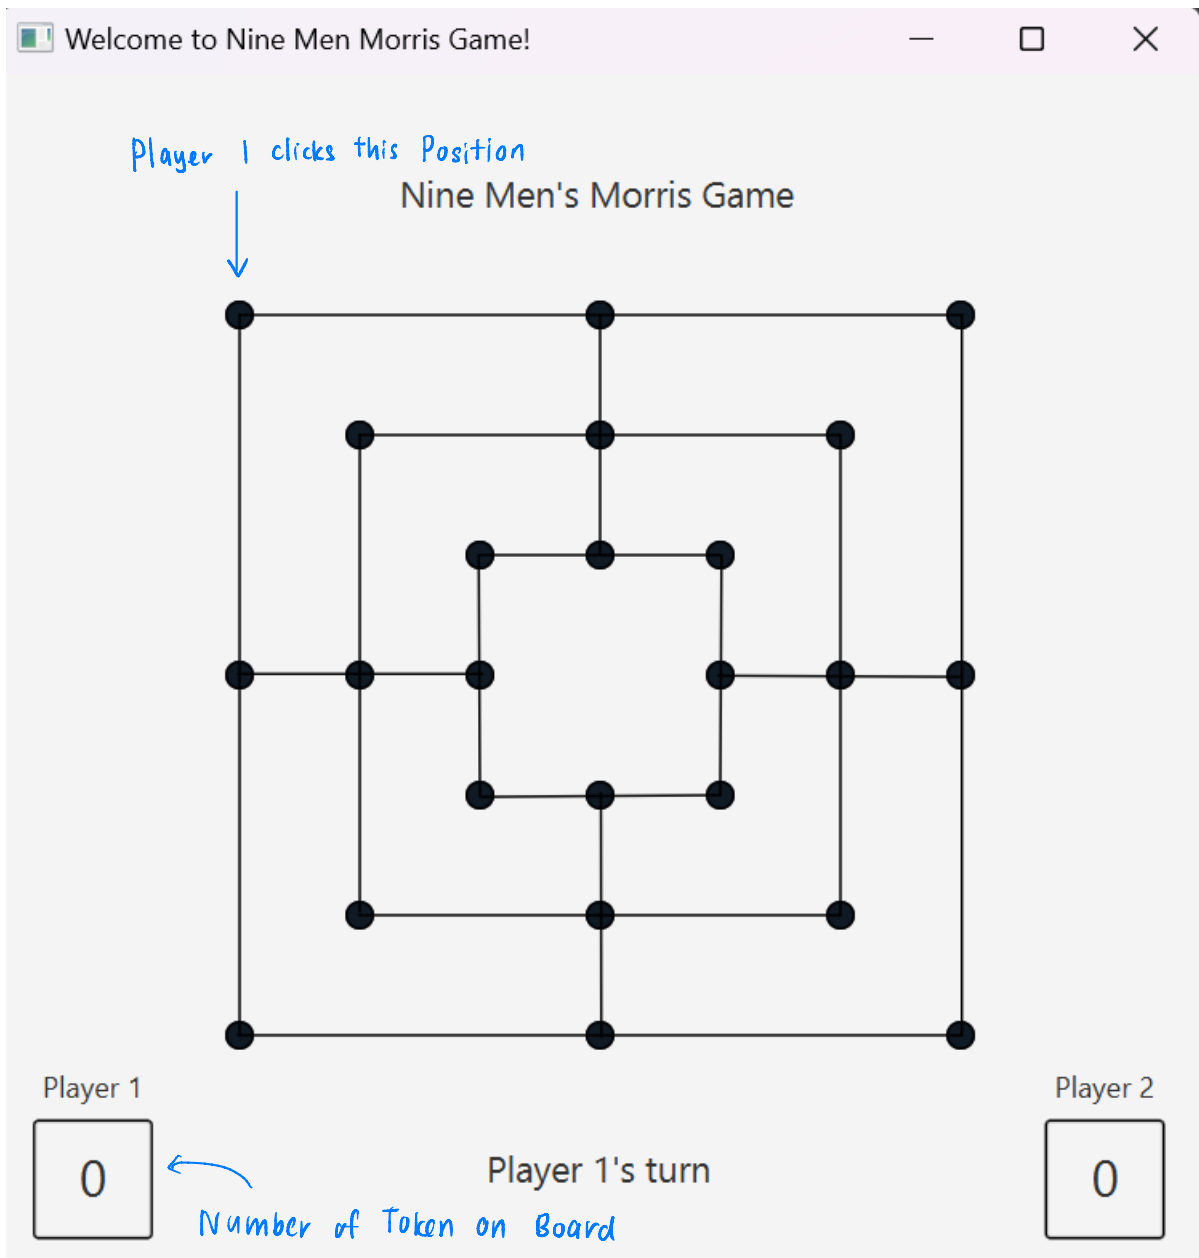 Welcome to Nine Men Morris Game!
Player 1 clicks this Position
Nine Men's Morris Game
Player 1
Player 2
0
Player 1's turn
0
Number of Token on Board